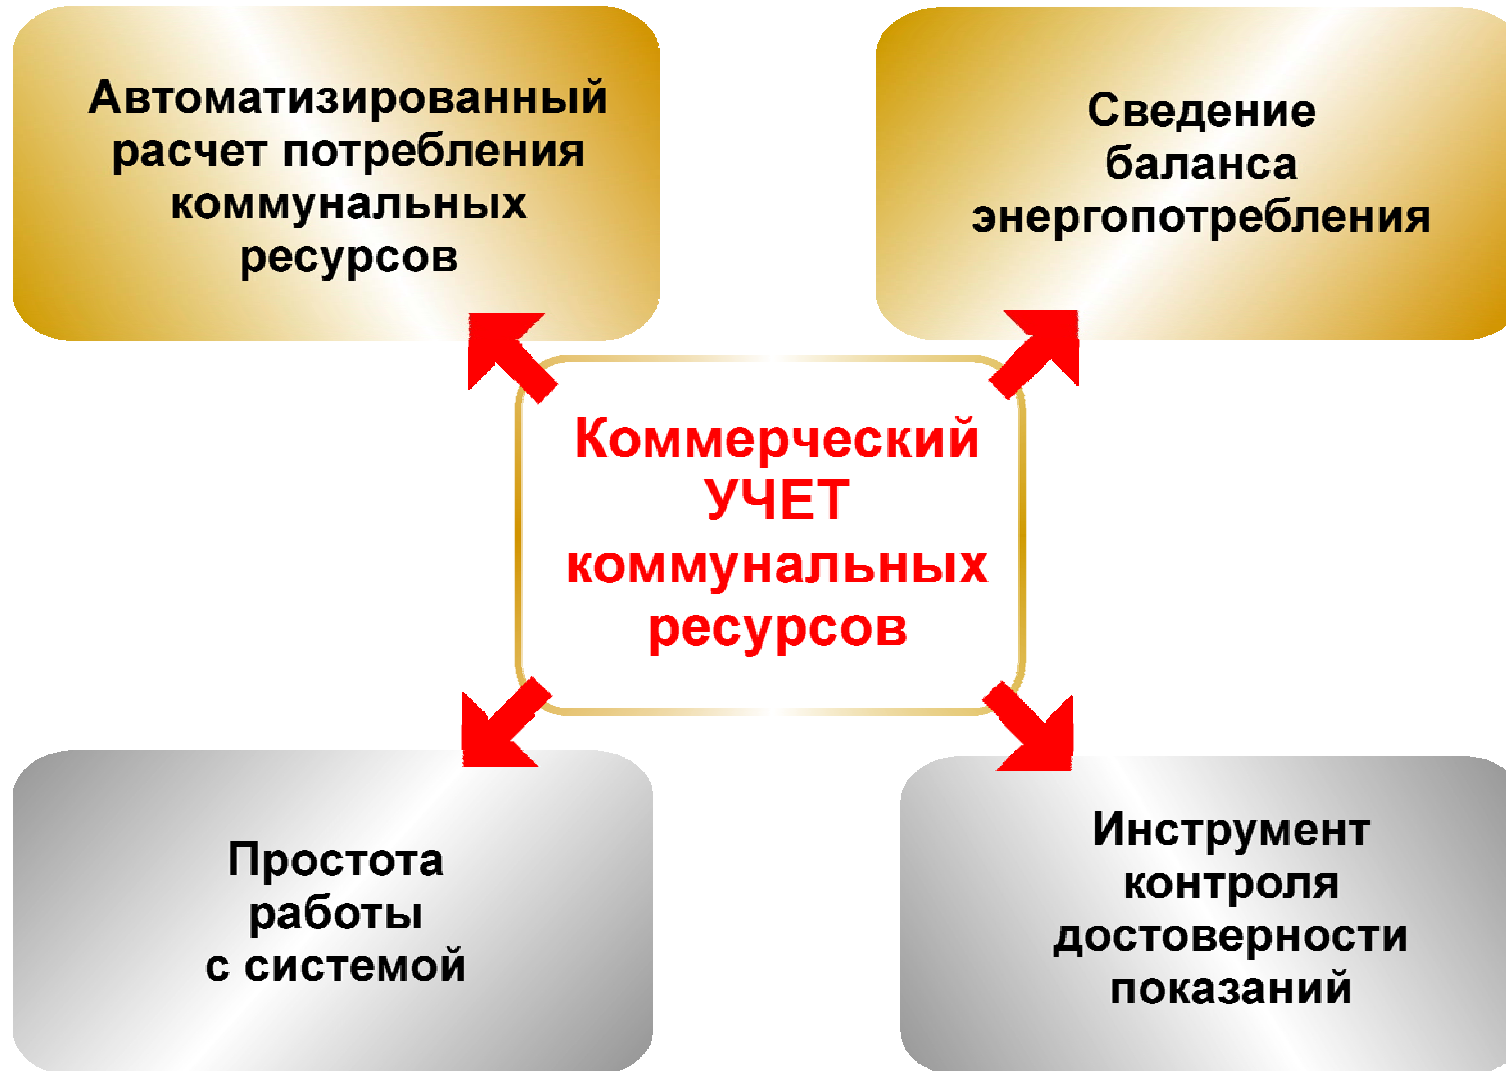 Автоматизированный
расчет потребления
коммунальных
ресурсов
Сведение
баланса
энергопотребления
Коммерческий
УЧЕТ
коммунальных
ресурсов
Простота
работы
с системой
Инструмент
контроля
достоверности
показаний